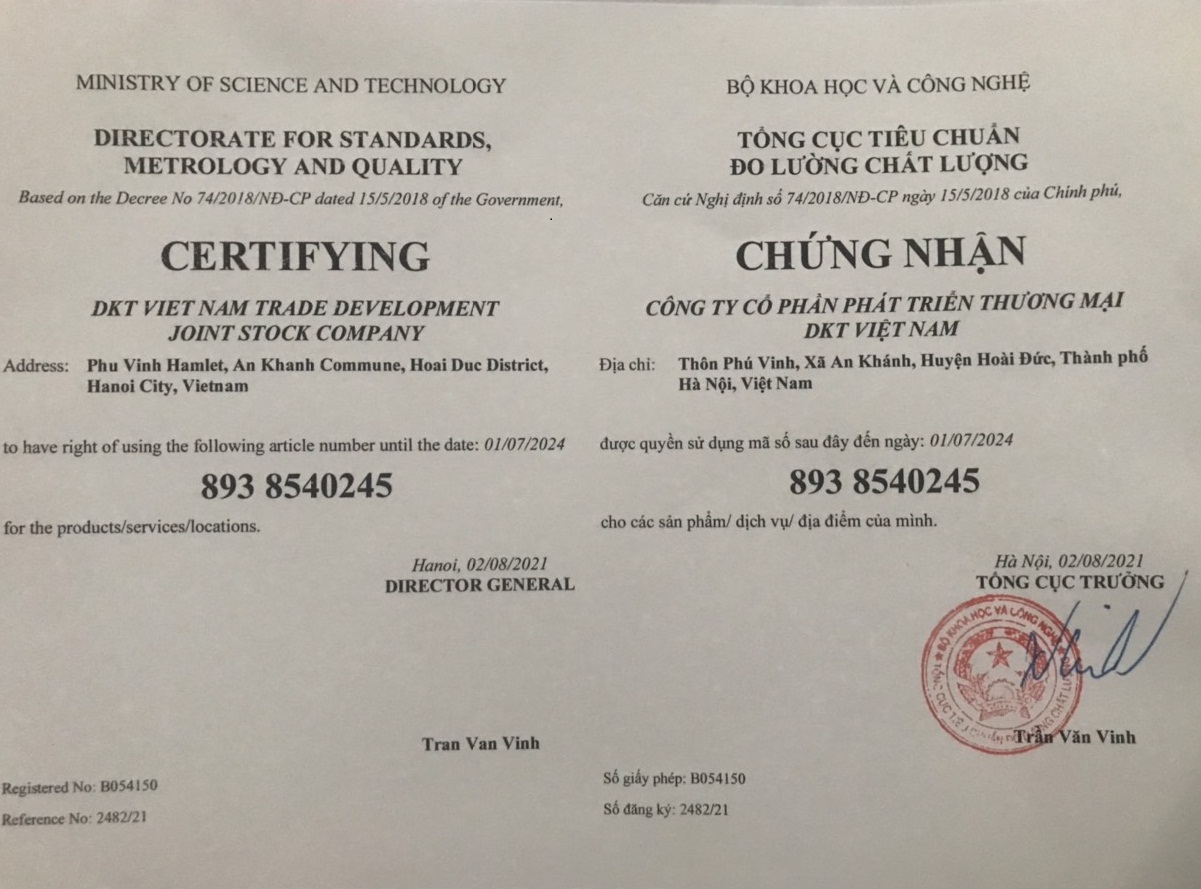 MINISTRY OF SCIENCE AND TECHNOLOGY
DIRECTORATE FOR STANDARDS,
METROLOGY AND QUALITY
Based on the Decree No 74/2018/NĐ-CP dated 15/5/2018 of the Government,
CERTIFYING
DKT VIET NAM TRADE DEVELOPMENT
JOINT STOCK COMPANY
Address: Phu Vinh Hamlet, An Khanh Commune, Hoai Duc District,
Hanoi City, Vietnam
to have right of using the following article number until the date: 01/07/2024
893 8540245
for the products/services/locations.
Hanoi, 02/08/2021
DIRECTOR GENERAL
Tran Van Vinh
Registered No: B054150
Reference No: 2482/21
BỘ KHOA HỌC VÀ CÔNG NGHỆ
TỔNG CỤC TIÊU CHUẨN
ĐO LƯỜNG CHẤT LƯỢNG
Căn cứ Nghị định số 74/2018/NĐ-CP ngày 15/5/2018 của Chính phủ,
CHỨNG NHẬN
CÔNG TY CỔ PHẦN PHÁT TRIỂN THƯƠNG MẠI
DKT VIỆT NAM
Địa chỉ: Thôn Phú Vinh, Xã An Khánh, Huyện Hoài Đức, Thành phố
Hà Nội, Việt Nam
được quyền sử dụng mã số sau đây đến ngày: 01/07/2024
893 8540245
cho các sản phẩm/ dịch vụ/ địa điểm của mình.
Hà Nội, 02/08/2021
TỔNG CỤC TRƯỞNG
BỘ KHOA HỌC VÀ CÔNG NGHỆ
Trần Văn Vinh
Số giấy phép: B054150
Số đăng ký: 2482/21